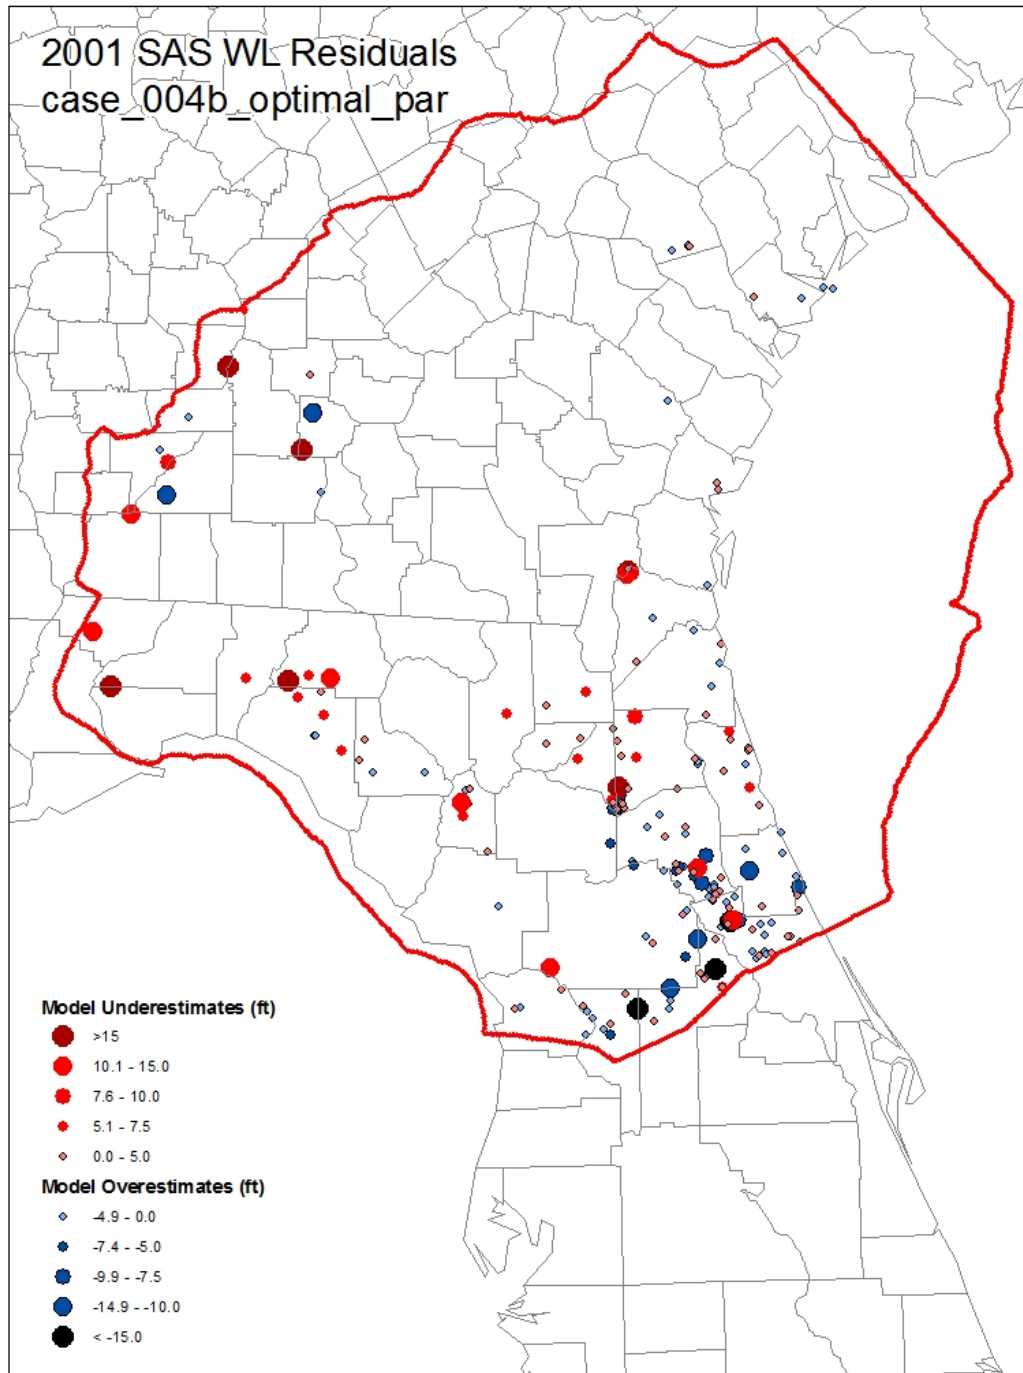 2001 SAS WL Residuals
case_004b_optimal_par
Model Underestimates (ft)
>15
10.1 - 15.0
7.6 - 10.0
5.1 - 7.5
0.0 - 5.0
Model Overestimates (ft)
-4.9 - 0.0
-7.4 - -5.0
-9.9 - -7.5
-14.9 - -10.0
< -15.0